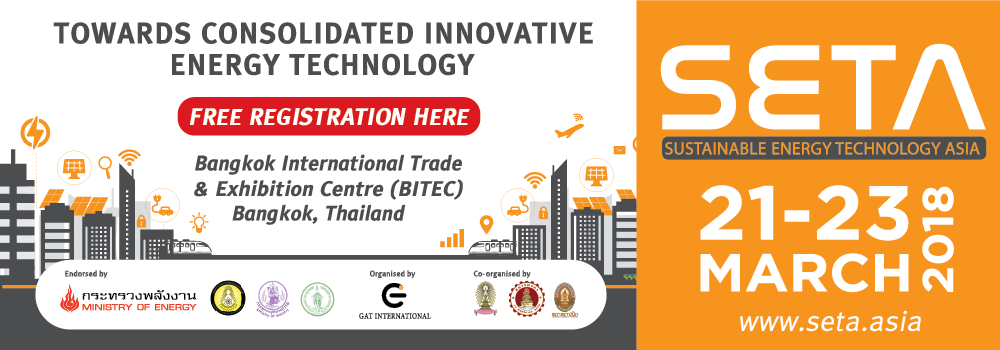 TOWARDS CONSOLIDATED INNOVATIVE
ENERGY TECHNOLOGY
FREE REGISTRATION HERE
Bangkok International Trade
& Exhibition Centre (BITEC)
Bangkok, Thailand
Endorsed by
กระทรวงพลังงาน
MINISTRY OF ENERGY
Organised by
GAT INTERNATIONAL
Co-organised by
SETA
SUSTAINABLE ENERGY TECHNOLOGY ASIA
21-23
MARCH
2018
www.seta.asia